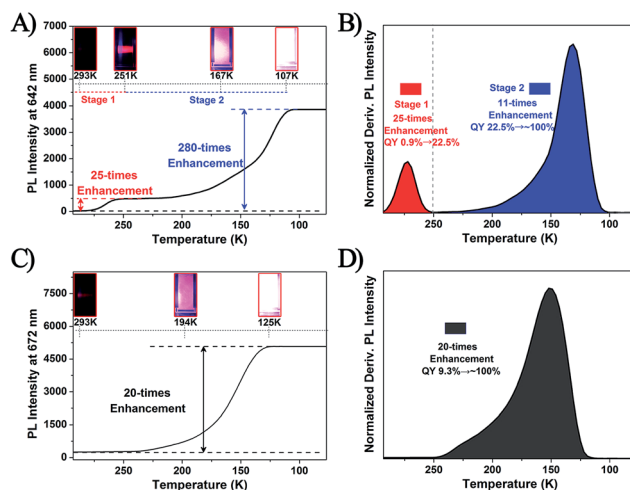 A)
7000
6000
5000
4000
3000
2000
1000
0
PL Intensity at 642 nm
293K
251K
167K
107K
Stage 1
Stage 2
25-times
Enhancement
280-times
Enhancement
250
200
150
100
Temperature (K)
B)
Normalized Deriv. PL Intensity
Stage 1
25-times
Enhancement
QY 0.9%→22.5%
Stage 2
11-times
Enhancement
QY 22.5%→~100%
250
200
150
100
Temperature (K)
C)
7500
6000
4500
3000
1500
0
PL Intensity at 672 nm
293K
194K
125K
20-times
Enhancement
250
200
150
100
Temperature (K)
D)
Normalized Deriv. PL Intensity
20-times
Enhancement
QY 9.3%→~100%
250
200
150
100
Temperature (K)